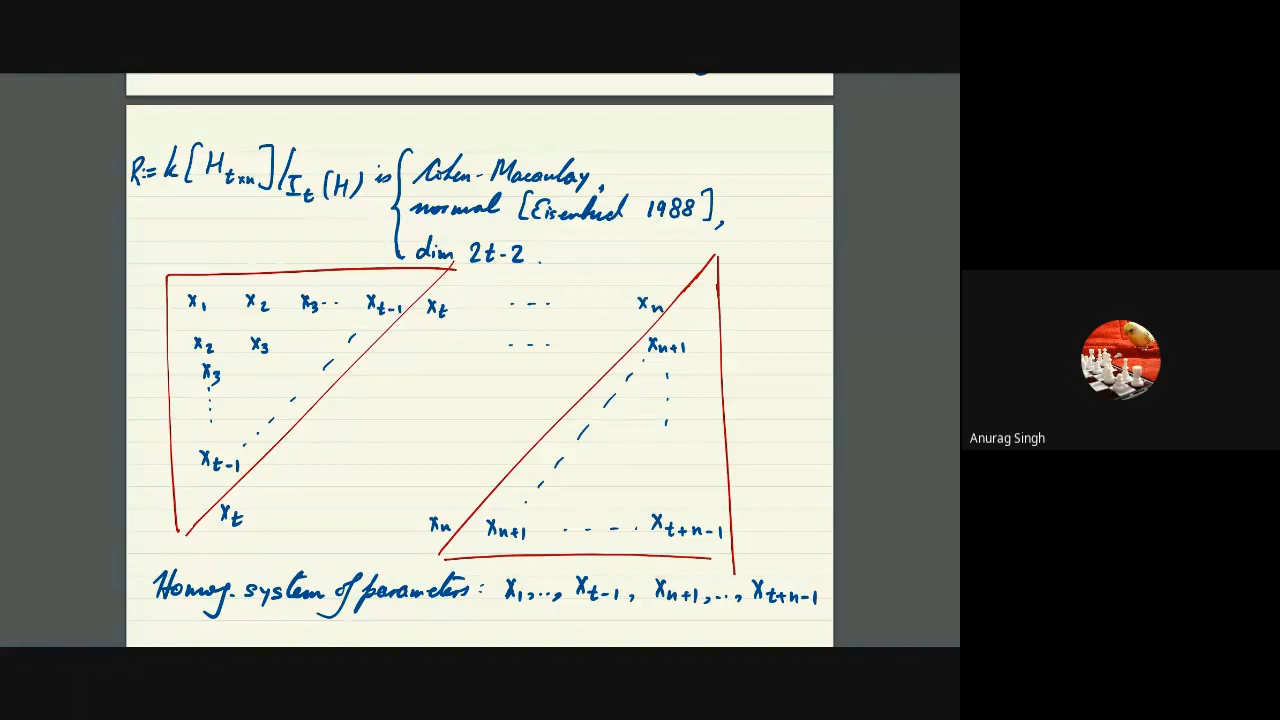 R:= k[H_{t×n}]/I_t(H) is { Cohen-Macaulay,
normal [Eisenbud 1988],
dim 2t-2.
x_1 x_2 x_3 ·· x_{t-1} x_t --- x_n
x_2 x_3 --- x_{n+1}
x_3
x_{t-1}
x_t x_n x_{n+1} ---- x_{t+n-1}
Homog. system of parameters: x_1,.., x_{t-1}, x_{n+1},.., x_{t+n-1}
Anurag Singh